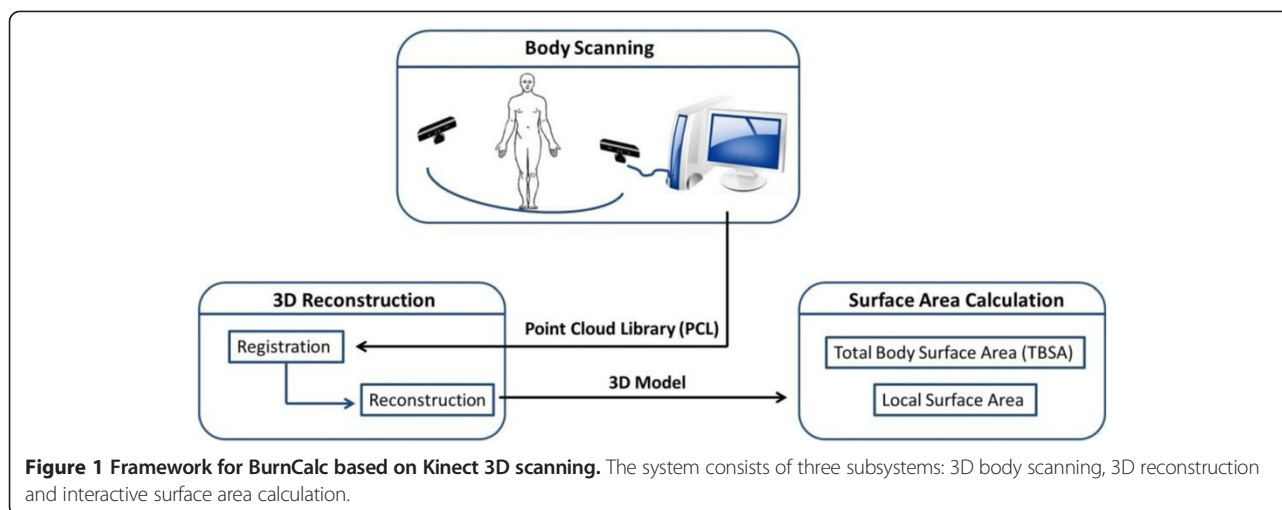 Body Scanning
3D Reconstruction
Registration
Reconstruction
Point Cloud Library (PCL)
3D Model
Surface Area Calculation
Total Body Surface Area (TBSA)
Local Surface Area
Figure 1 Framework for BurnCalc based on Kinect 3D scanning. The system consists of three subsystems: 3D body scanning, 3D reconstruction
and interactive surface area calculation.